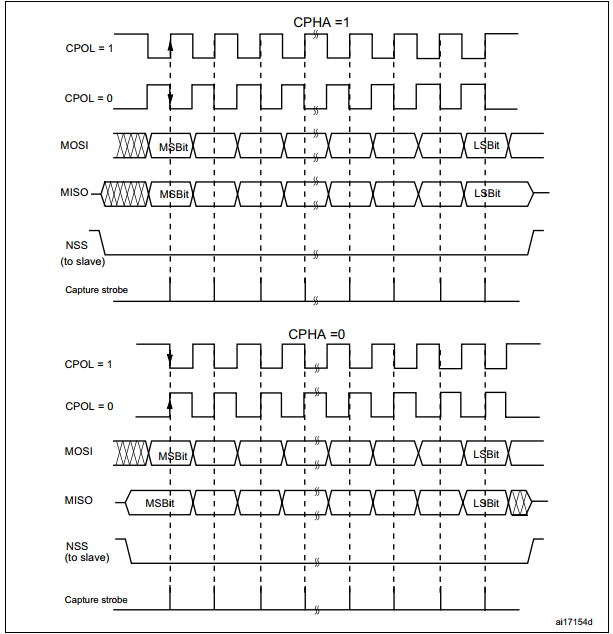 CPHA =1
CPOL = 1
CPOL = 0
MOSI
MSBit
LSBit
MISO
MSBit
LSBit
NSS
(to slave)
Capture strobe
CPHA =0
CPOL = 1
CPOL = 0
MOSI
MSBit
LSBit
MISO
MSBit
LSBit
NSS
(to slave)
Capture strobe
ai17154d